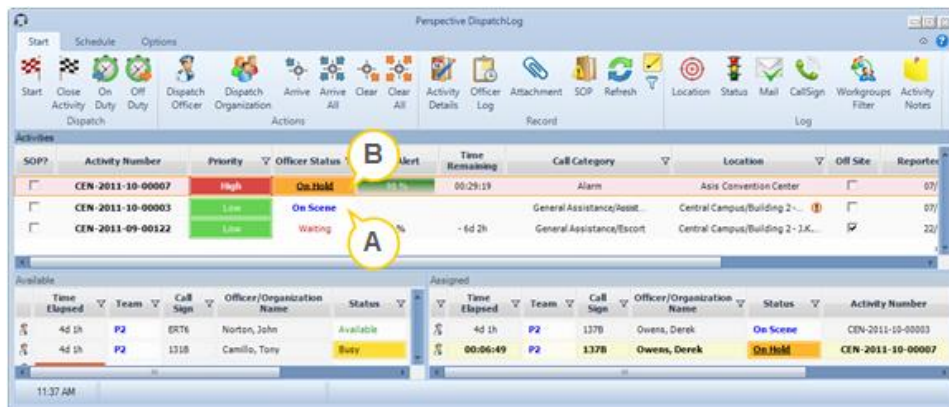 Perspective DispatchLog
Start Schedule Options
Start Close Activity On Duty Off Duty Dispatch Officer Dispatch Organization Arrive Arrive All Clear Clear All Activity Details Officer Log Attachment SOP Refresh Location Status Mail CallSign Workgroups Filter Activity Notes
Dispatch Actions Record Log
Activities
SOP? Activity Number Priority Officer Status Alert Time Remaining Call Category Location Off Site Reported
CEN-2011-10-00007 High On Hold 00:29:19 Alarm Asis Convention Center 07/
CEN-2011-10-00003 Low On Scene General Assistance/Assist... Central Campus/Building 2 - ... 07/
CEN-2011-09-00122 Low Waiting % - 6d 2h General Assistance/Escort Central Campus/Building 2 - J.K... 22/
B
A
Available Assigned
Time Elapsed Team Call Sign Officer/Organization Name Status Time Elapsed Team Call Sign Officer/Organization Name Status Activity Number
4d 1h P2 ERT6 Norton, John Available 4d 1h P2 137B Owens, Derek On Scene CEN-2011-10-00003
4d 1h P2 131B Camillo, Tony Busy 00:06:49 P2 137B Owens, Derek On Hold CEN-2011-10-00007
11:37 AM